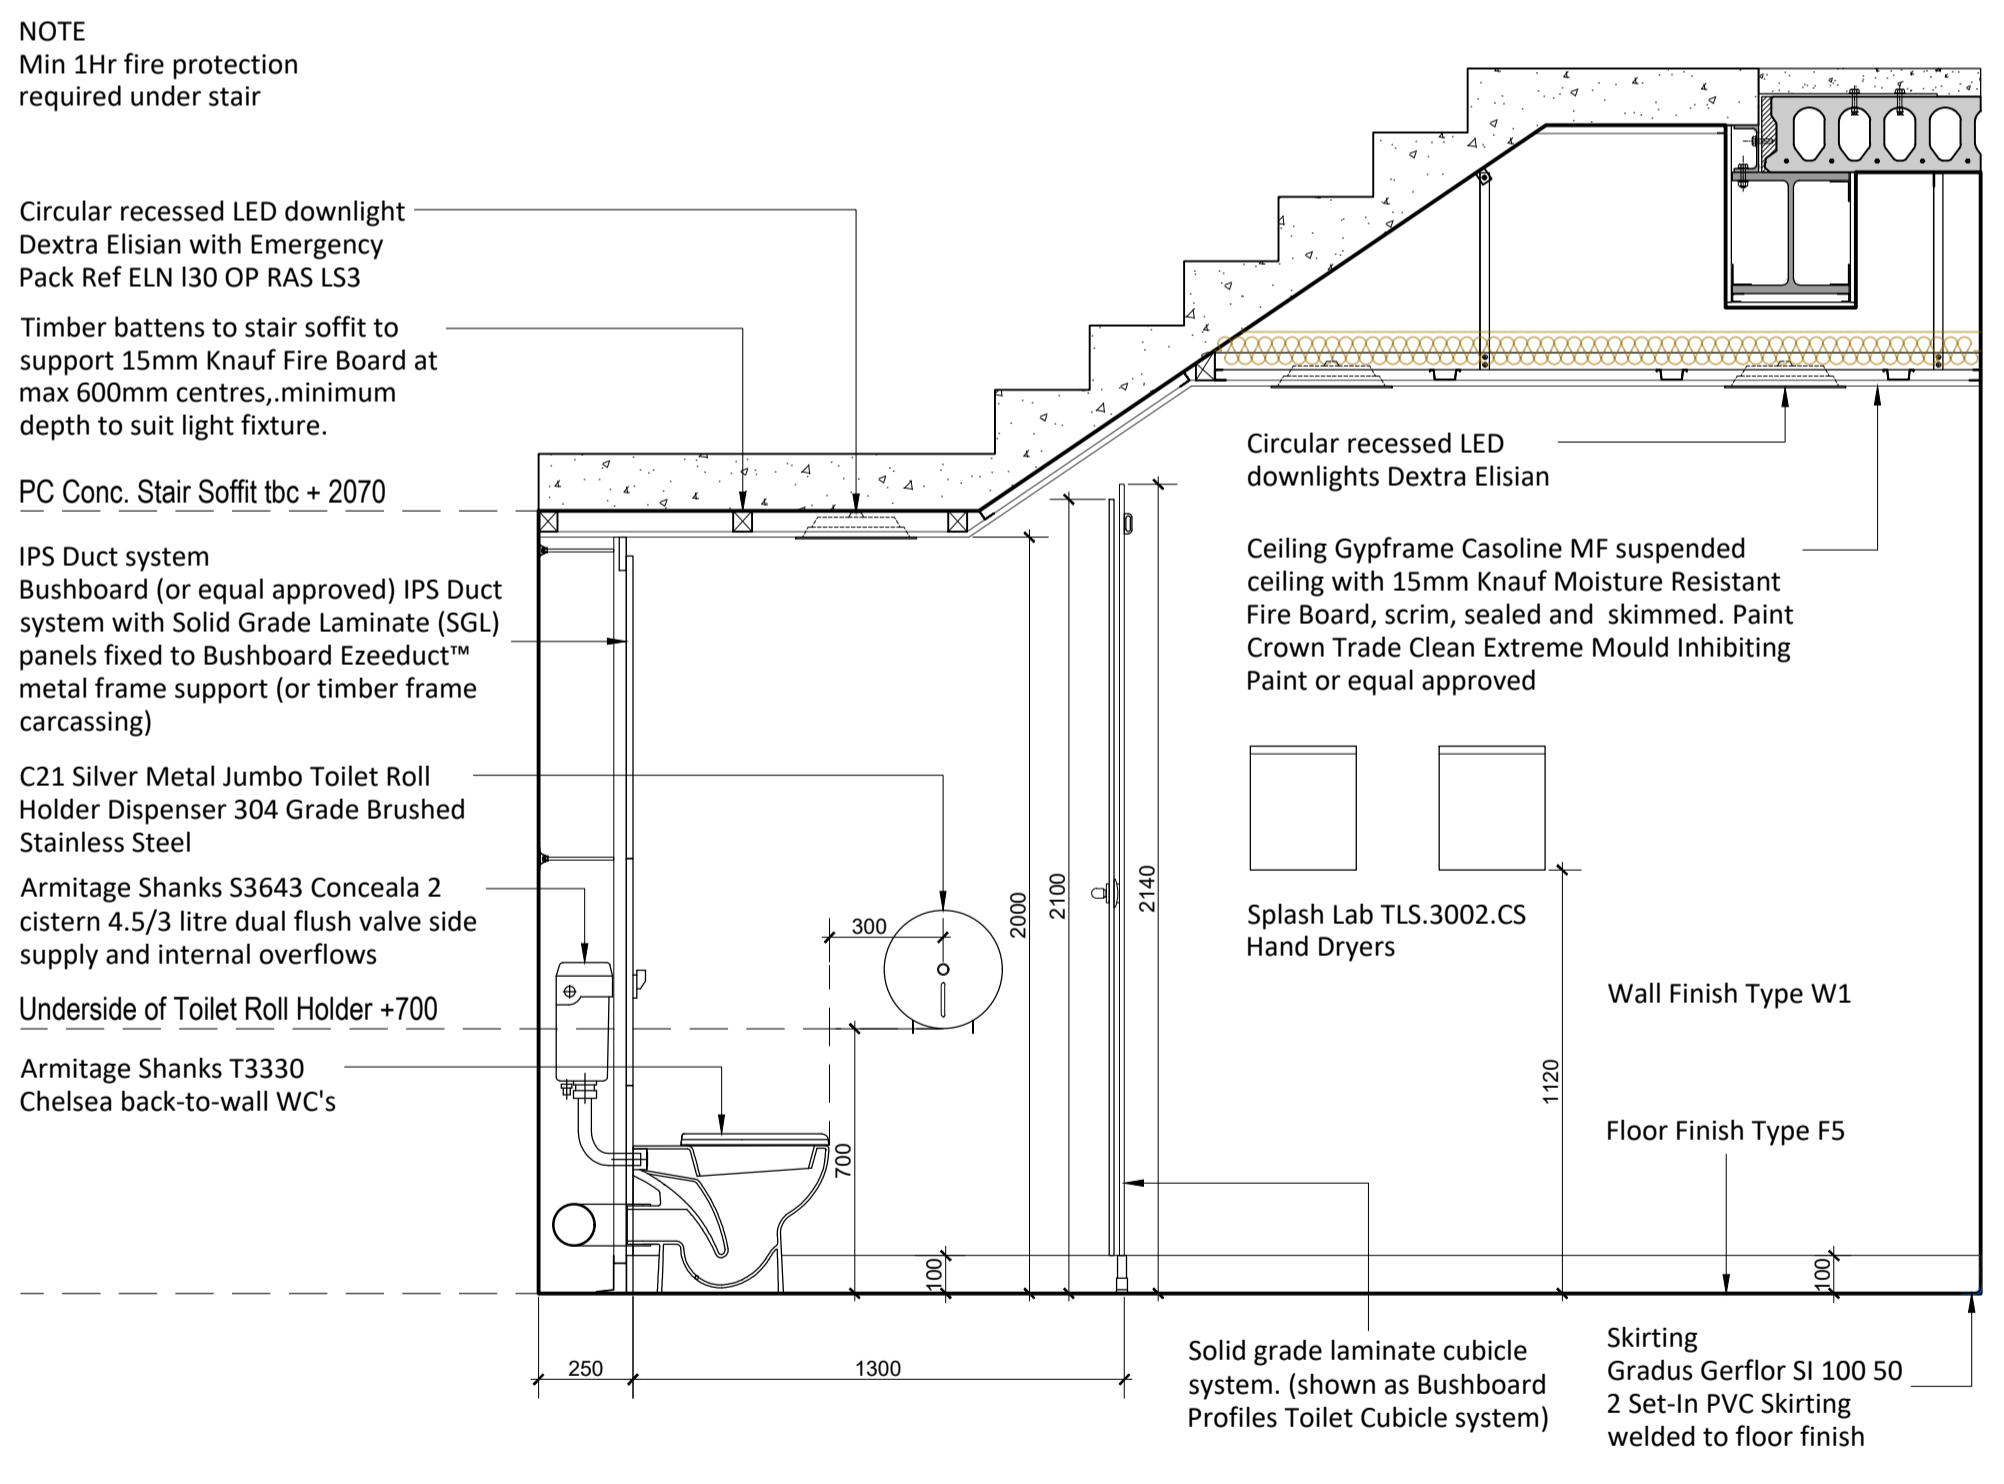 NOTE
Min 1Hr fire protection
required under stair
Circular recessed LED downlight
Dextra Elisian with Emergency
Pack Ref ELN l30 OP RAS LS3
Timber battens to stair soffit to
support 15mm Knauf Fire Board at
max 600mm centres,.minimum
depth to suit light fixture.
PC Conc. Stair Soffit tbc + 2070
IPS Duct system
Bushboard (or equal approved) IPS Duct
system with Solid Grade Laminate (SGL)
panels fixed to Bushboard Ezeeduct™
metal frame support (or timber frame
carcassing)
C21 Silver Metal Jumbo Toilet Roll
Holder Dispenser 304 Grade Brushed
Stainless Steel
Armitage Shanks S3643 Conceala 2
cistern 4.5/3 litre dual flush valve side
supply and internal overflows
Underside of Toilet Roll Holder +700
Armitage Shanks T3330
Chelsea back-to-wall WC's
300
700
100
2000
2100
2140
250
1300
Circular recessed LED
downlights Dextra Elisian
Ceiling Gypframe Casoline MF suspended
ceiling with 15mm Knauf Moisture Resistant
Fire Board, scrim, sealed and skimmed. Paint
Crown Trade Clean Extreme Mould Inhibiting
Paint or equal approved
Splash Lab TLS.3002.CS
Hand Dryers
1120
Wall Finish Type W1
Floor Finish Type F5
100
Solid grade laminate cubicle
system. (shown as Bushboard
Profiles Toilet Cubicle system)
Skirting
Gradus Gerflor SI 100 50
2 Set-In PVC Skirting
welded to floor finish